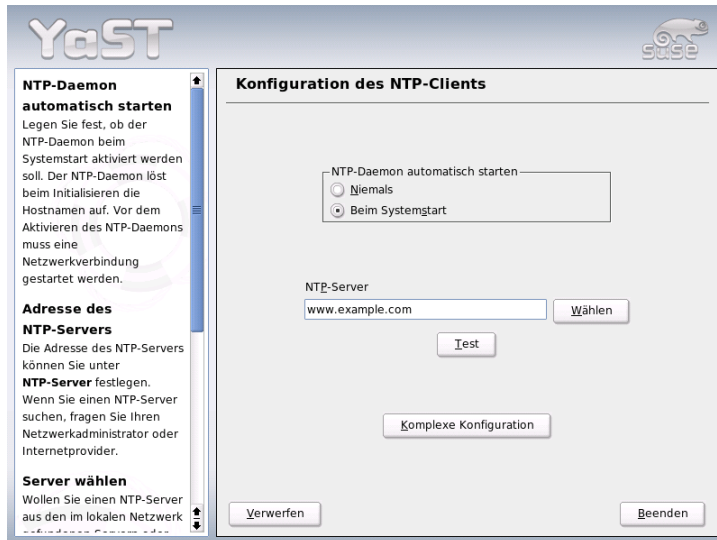 YaST
SUSE
NTP-Daemon
automatisch starten
Legen Sie fest, ob der
NTP-Daemon beim
Systemstart aktiviert werden
soll. Der NTP-Daemon löst
beim Initialisieren die
Hostnamen auf. Vor dem
Aktivieren des NTP-Daemons
muss eine
Netzwerkverbindung
gestartet werden.
Adresse des
NTP-Servers
Die Adresse des NTP-Servers
können Sie unter
NTP-Server festlegen.
Wenn Sie einen NTP-Server
suchen, fragen Sie Ihren
Netzwerkadministrator oder
Internetprovider.
Server wählen
Wollen Sie einen NTP-Server
aus den im lokalen Netzwerk
Konfiguration des NTP-Clients
NTP-Daemon automatisch starten
Niemals
Beim Systemstart
NTP-Server
www.example.com
Wählen
Test
Komplexe Konfiguration
Verwerfen
Beenden